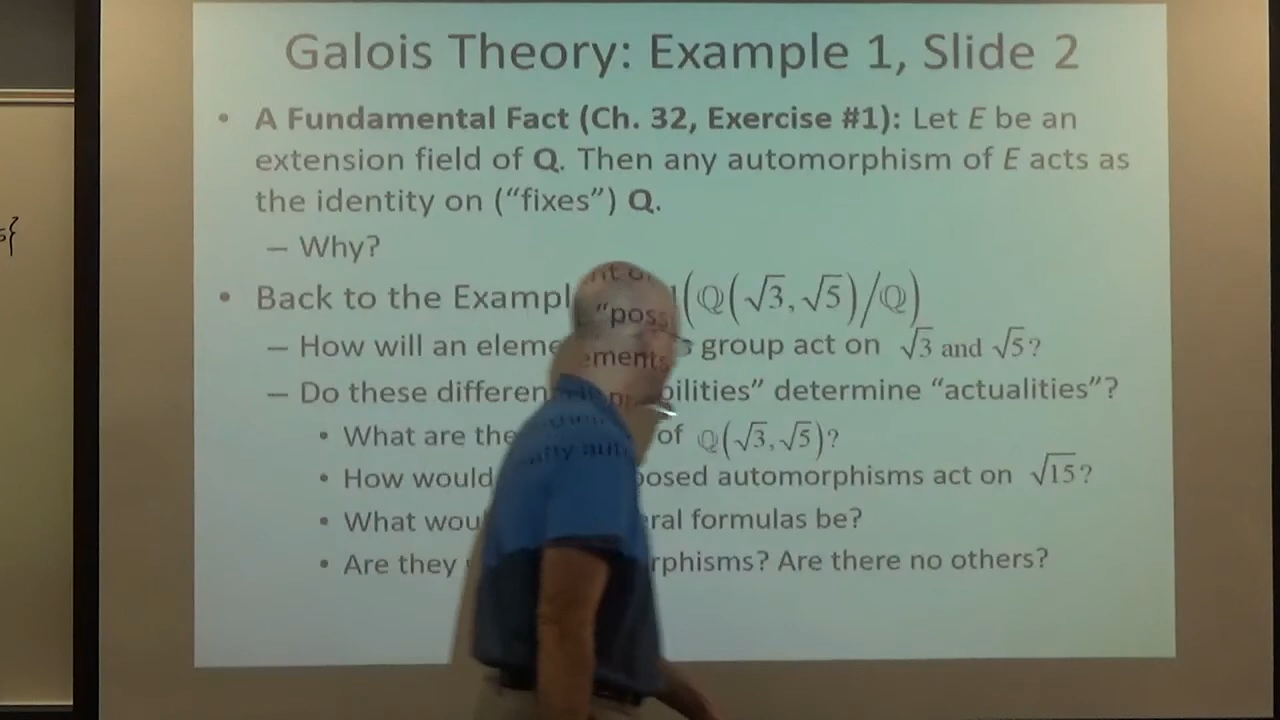 Galois Theory: Example 1, Slide 2
• A Fundamental Fact (Ch. 32, Exercise #1): Let E be an
extension field of Q. Then any automorphism of E acts as
the identity on (“fixes”) Q.
– Why?
• Back to the Exampl (ℚ(√3, √5)/ℚ)
– How will an eleme group act on √3 and √5?
– Do these differen “possibilities” determine “actualities”?
• What are the of ℚ(√3, √5)?
• How would posed automorphisms act on √15?
• What wou ral formulas be?
• Are they rphisms? Are there no others?